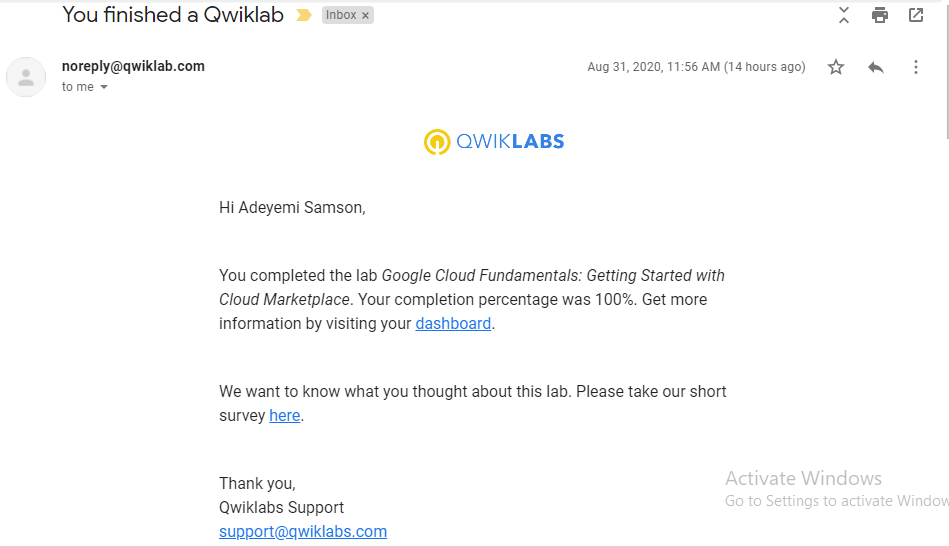 You finished a Qwiklab Inbox x
noreply@qwiklab.com Aug 31, 2020, 11:56 AM (14 hours ago)
to me
QWIKLABS
Hi Adeyemi Samson,
You completed the lab Google Cloud Fundamentals: Getting Started with
Cloud Marketplace. Your completion percentage was 100%. Get more
information by visiting your dashboard.
We want to know what you thought about this lab. Please take our short
survey here.
Thank you,
Qwiklabs Support
support@qwiklabs.com
Activate Windows
Go to Settings to activate Window